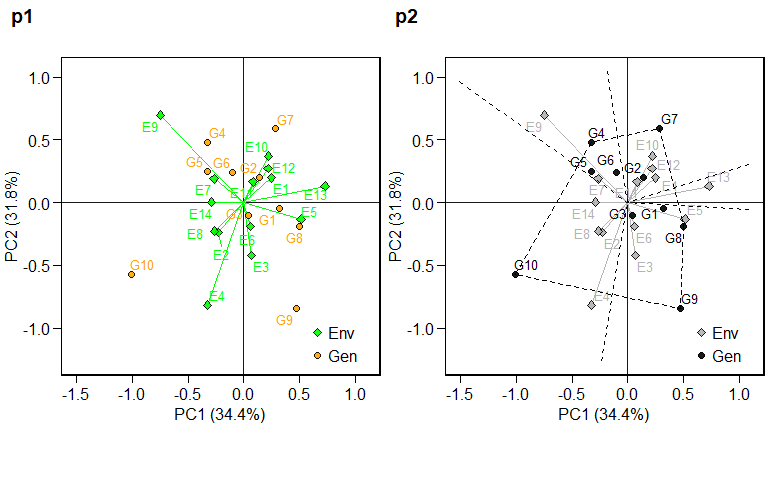 p1
p2
1.0
0.5
0.0
-0.5
-1.0
PC2 (31.8%)
E9
G4
G7
G5
G6
G2
E10
E12
E7
E1
E13
E14
G3
G1
E5
E8
E6
G8
E2
E3
G10
E4
G9
Env
Gen
-1.5
-1.0
-0.5
0.0
0.5
1.0
PC1 (34.4%)
1.0
0.5
0.0
-0.5
-1.0
PC2 (31.8%)
E9
G4
G7
G5
G6
G2
E10
E12
E7
E13
E14
G3
G1
E5
E8
E6
G8
E2
E3
G10
E4
G9
Env
Gen
-1.5
-1.0
-0.5
0.0
0.5
1.0
PC1 (34.4%)